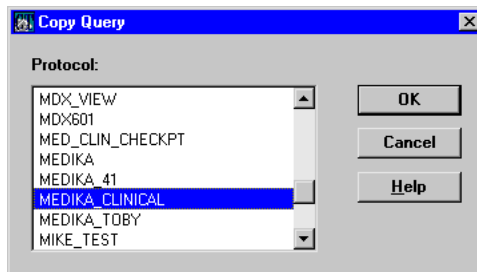 Copy Query
Protocol:
MDX_VIEW
MDX601
MED_CLIN_CHECKPT
MEDIKA
MEDIKA_41
MEDIKA_CLINICAL
MEDIKA_TOBY
MIKE_TEST
OK
Cancel
Help